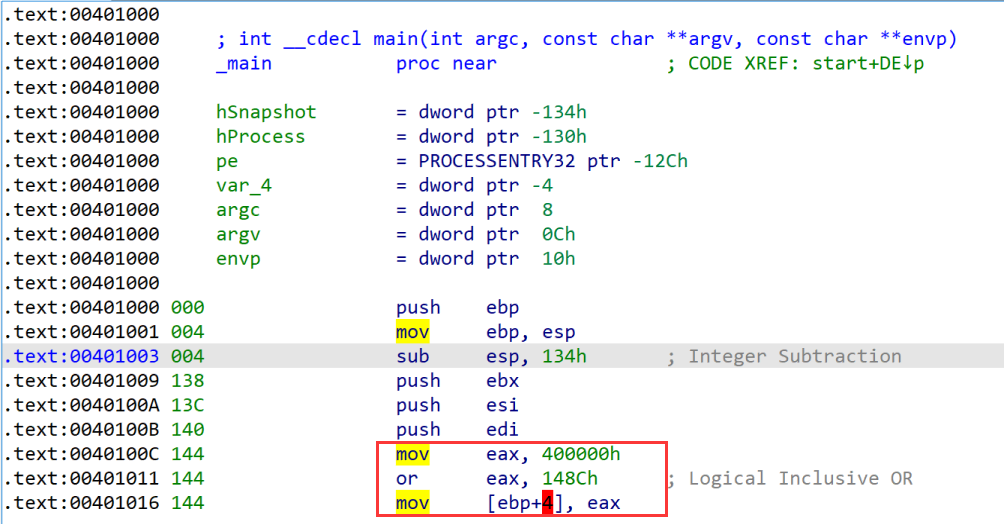 .text:00401000
.text:00401000 ; int __cdecl main(int argc, const char **argv, const char **envp)
.text:00401000 _main proc near ; CODE XREF: start+DE↓p
.text:00401000
.text:00401000 hSnapshot = dword ptr -134h
.text:00401000 hProcess = dword ptr -130h
.text:00401000 pe = PROCESSENTRY32 ptr -12Ch
.text:00401000 var_4 = dword ptr -4
.text:00401000 argc = dword ptr 8
.text:00401000 argv = dword ptr 0Ch
.text:00401000 envp = dword ptr 10h
.text:00401000
.text:00401000 000 push ebp
.text:00401001 004 mov ebp, esp
.text:00401003 004 sub esp, 134h ; Integer Subtraction
.text:00401009 138 push ebx
.text:0040100A 13C push esi
.text:0040100B 140 push edi
.text:0040100C 144 mov eax, 400000h
.text:00401011 144 or eax, 148Ch ; Logical Inclusive OR
.text:00401016 144 mov [ebp+4], eax